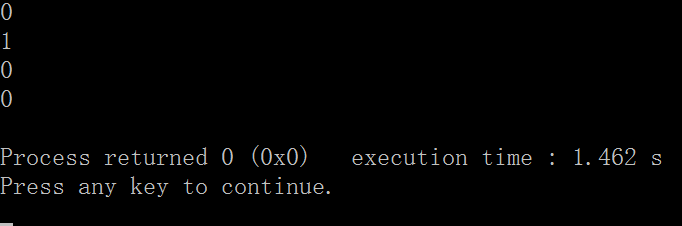 0
1
0
0
Process returned 0 (0x0)   execution time : 1.462 s
Press any key to continue.